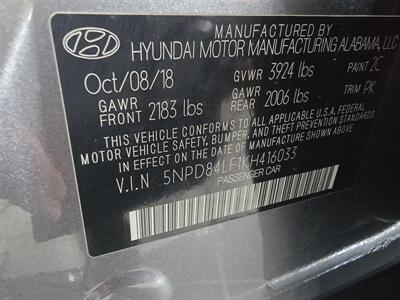 HYUNDAI MOTOR MANUFACTURING ALABAMA, LLC
Oct/08/18 GVWR 3924 lbs PAINT 2C
GAWR FRONT 2183 lbs GAWR REAR 2006 lbs TRIM PK
THIS VEHICLE CONFORMS TO ALL APPLICABLE U.S.A. FEDERAL
MOTOR VEHICLE SAFETY, BUMPER, AND THEFT PREVENTION STANDARDS
IN EFFECT ON THE DATE OF MANUFACTURE SHOWN ABOVE.
V.I.N 5NPD84LF1KH416033
PASSENGER CAR